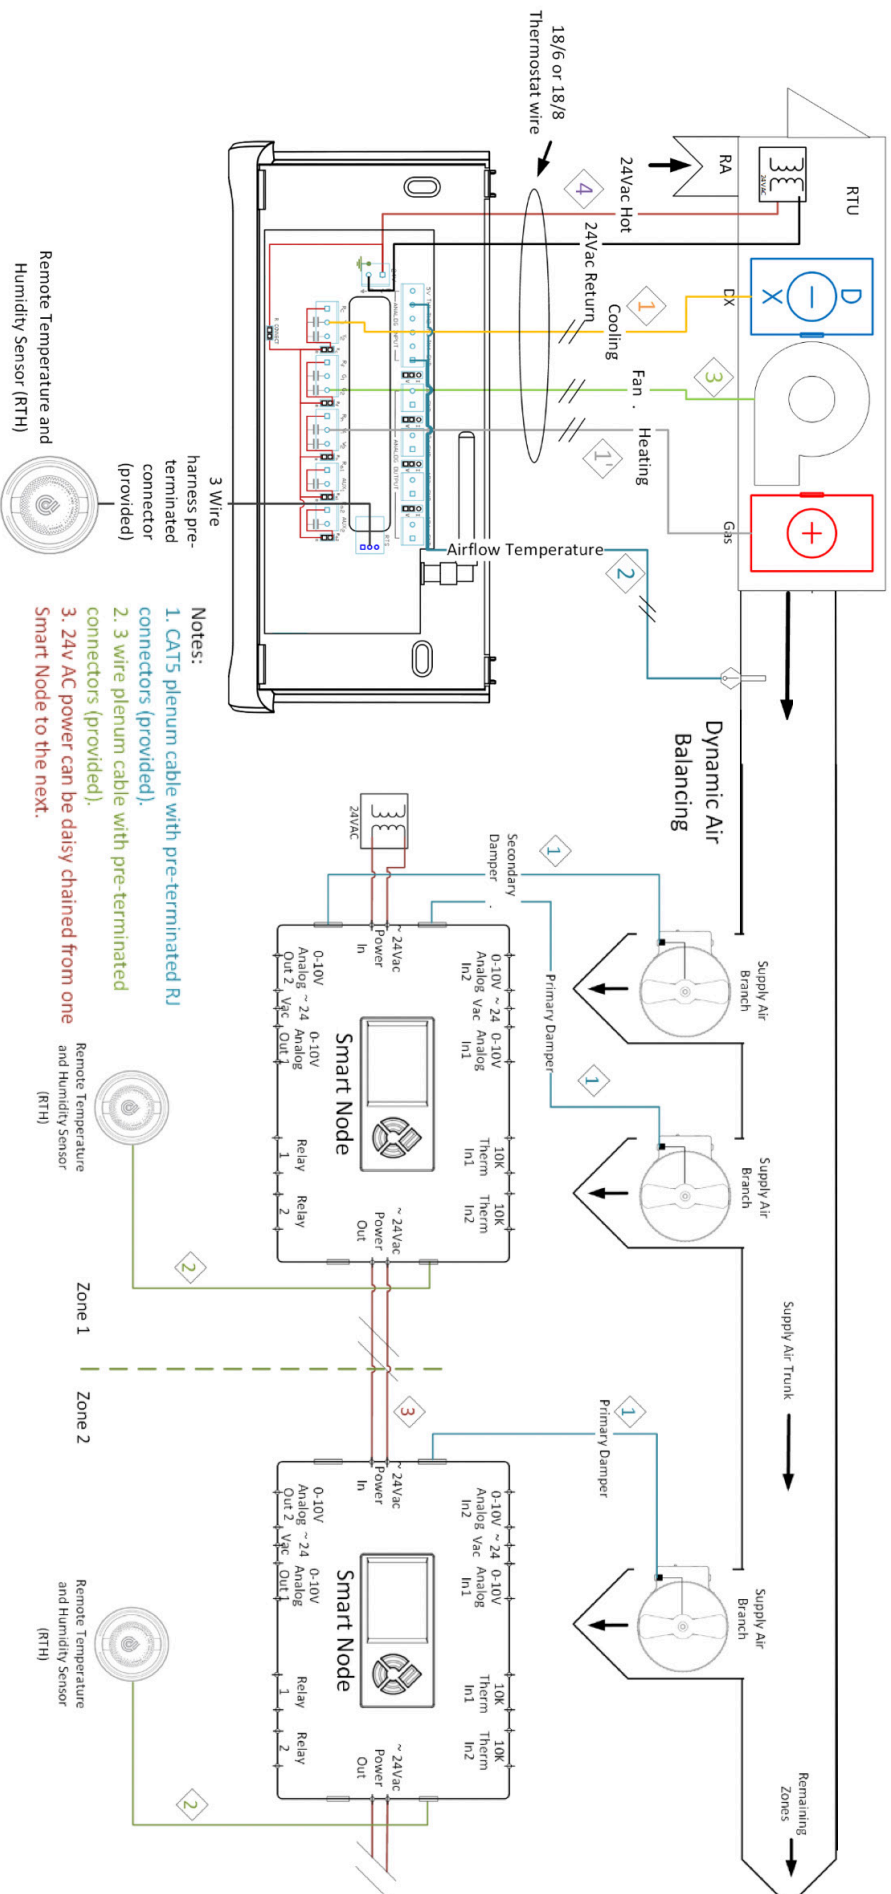 18/6 or 18/8
Thermostat wire
RTU
24VAC
RA
24Vac Hot
4
24Vac Return
DX
D
X
1
Cooling
3
Fan
Gas
1'
Heating
Airflow Temperature
2
5V
ANALOG INPUT
ANALOG OUTPUT
RTS
Remote Temperature and
Humidity Sensor (RTH)
3 Wire
harness pre-
terminated
connector
(provided)
Dynamic Air
Balancing
Notes:
1. CAT5 plenum cable with pre-terminated RJ
connectors (provided).
2. 3 wire plenum cable with pre-terminated
connectors (provided).
3. 24v AC power can be daisy chained from one
Smart Node to the next.
Supply Air
Branch
Supply Air
Branch
Supply Air Trunk
Supply Air
Branch
Remaining
Zones
1
Secondary
Damper
Primary Damper
1
1
Primary Damper
24VAC
~ 24Vac
Power
In
0-10V
Analog
In2
~ 24
Vac
0-10V
Analog
In1
10K
Therm
In1
10K
Therm
In2
Smart Node
0-10V
Analog
Out 2
~ 24
Vac
0-10V
Analog
Out 1
Relay
1
Relay
2
~ 24Vac
Power
Out
Remote Temperature
and Humidity Sensor
(RTH)
2
Zone 1
Zone 2
3
~ 24Vac
Power
In
0-10V
Analog
In2
~ 24
Vac
0-10V
Analog
In1
10K
Therm
In1
10K
Therm
In2
Smart Node
0-10V
Analog
Out 2
~ 24
Vac
0-10V
Analog
Out 1
Relay
1
Relay
2
~ 24Vac
Power
Out
Remote Temperature
and Humidity Sensor
(RTH)
2